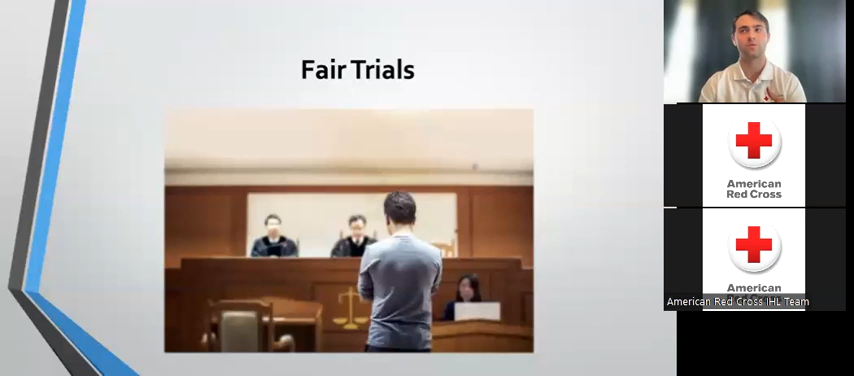 Fair Trials
American
Red Cross
American
American Red Cross IHL Team